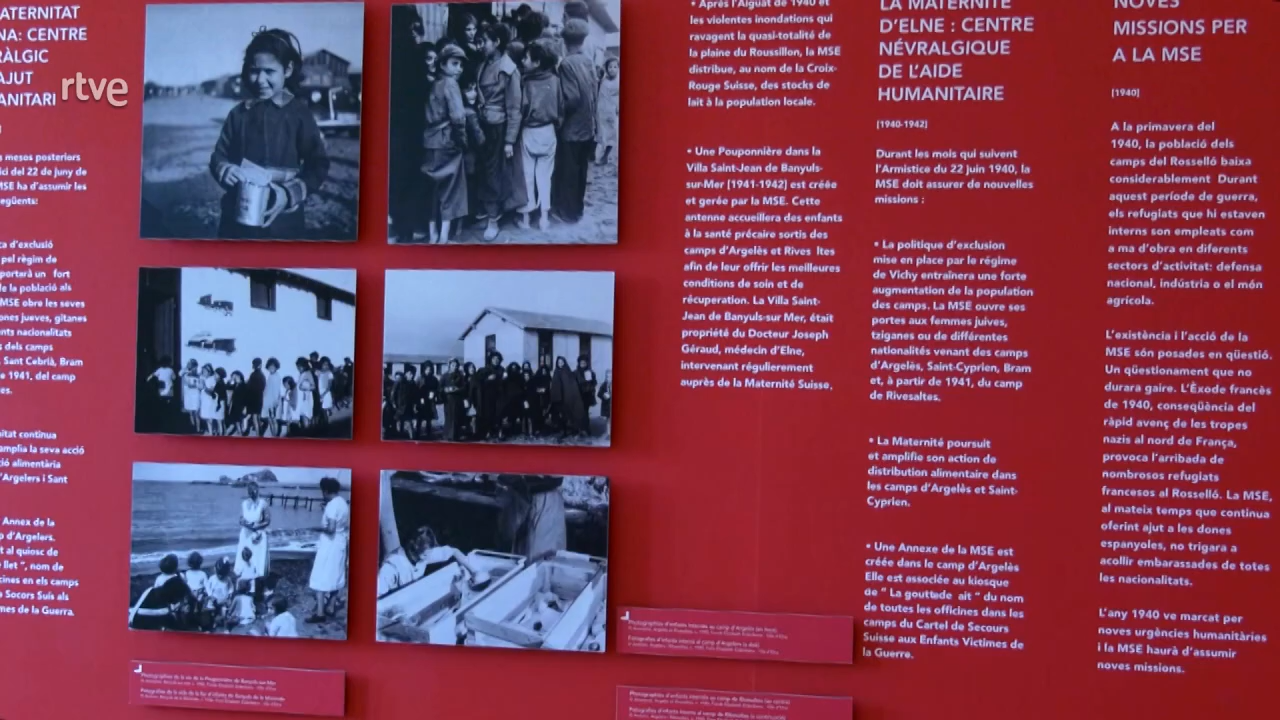 ATERNITAT
NA: CENTRE
RÀLGIC
AJUT
ANITARI
rtve
mesos posteriors
ici del 22 de juny de
MSE ha d'assumir les
egüents:
ca d'exclusió
pel règim de
portarà un fort
de la població als
MSE obre les seves
ones jueves, gitanes
nts nacionalitats
s dels camps
, Sant Cebrià, Bram
e 1941, del camp
es.
nitat continua
amplia la seva acció
ció alimentària
d'Argelers i Sant
Annex de la
p d'Argelers.
t al quiosc de
llet ", nom de
cines en els camps
Socors Suís als
mes de la Guerra.
• Après l'Aiguat de 1940 et
les violentes inondations qui
ravagent la quasi-totalité de
la plaine du Roussillon, la MSE
distribue, au nom de la Croix-
Rouge Suisse, des stocks de
lait à la population locale.
• Une Pouponnière dans la
Villa Saint-Jean de Banyuls-
sur-Mer [1941-1942] est créée
et gerée par la MSE. Cette
antenne accueillera des enfants
à la santé précaire sortis des
camps d'Argelès et Rives ltes
afin de leur offrir les meilleures
conditions de soin et de
récuperation. La Villa Saint-
Jean de Banyuls-sur Mer, était
propriété du Docteur Joseph
Géraud, médecin d'Elne,
intervenant régulierement
auprès de la Maternité Suisse.
LA MATERNITÉ
D'ELNE : CENTRE
NÉVRALGIQUE
DE L'AIDE
HUMANITAIRE
[1940-1942]
Durant les mois qui suivent
l'Armistice du 22 juin 1940, la
MSE doit assurer de nouvelles
missions :
• La politique d'exclusion
mise en place par le régime
de Vichy entraînera une forte
augmentation de la population
des camps. La MSE ouvre ses
portes aux femmes juives,
tziganes ou de différentes
nationalités venant des camps
d'Argelès, Saint-Cyprien, Bram
et, à partir de 1941, du camp
de Rivesaltes.
• La Maternité poursuit
et amplifie son action de
distribution alimentaire dans
les camps d'Argelès et Saint-
Cyprien.
• Une Annexe de la MSE est
créée dans le camp d'Argelès
Elle est associée au kiosque
de " La gouttede ait " du nom
de toutes les officines dans les
camps du Cartel de Secours
Suisse aux Enfants Victimes de
la Guerre.
NOVES
MISSIONS PER
A LA MSE
[1940]
A la primavera del
1940, la població dels
camps del Rosselló baixa
considerablement Durant
aquest període de guerra,
els refugiats que hi estaven
interns son empleats com
a ma d'obra en diferents
sectors d'activitat: defensa
nacional, indústria o el món
agrícola.
L'existència i l'acció de la
MSE són posades en qüestió.
Un qüestionament que no
durara gaire. L'Èxode francès
de 1940, conseqüència del
ràpid avenç de les tropes
nazis al nord de França,
provoca l'arribada de
nombrosos refugiats
francesos al Rosselló. La MSE,
al mateix temps que continua
oferint ajut a les dones
espanyoles, no trigara a
acollir embarassades de totes
les nacionalitats.
L'any 1940 ve marcat per
noves urgències humanitàries
i la MSE haurà d'assumir
noves missions.